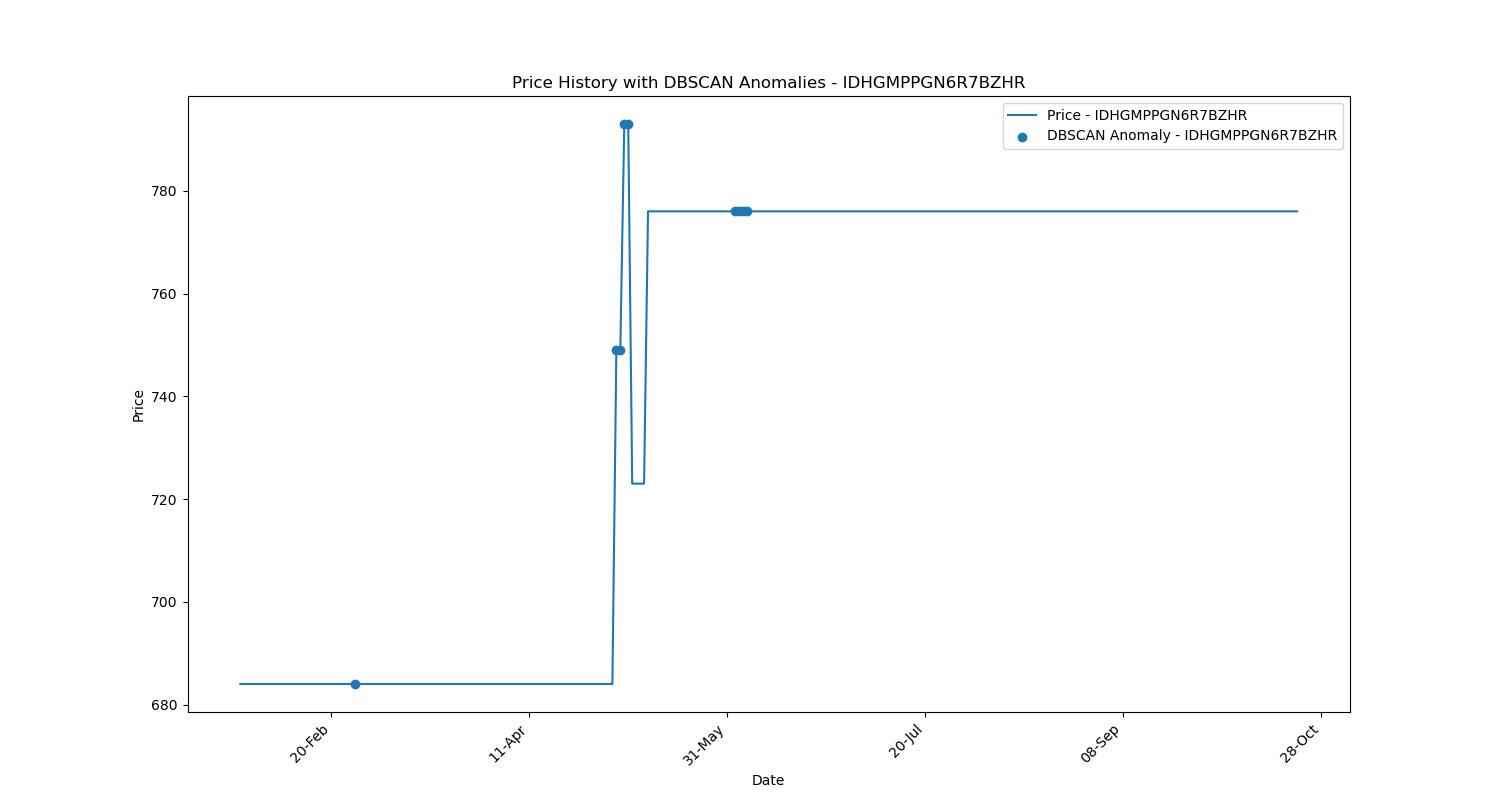 Price History with DBSCAN Anomalies - IDHGMPPGN6R7BZHR
Price - IDHGMPPGN6R7BZHR
DBSCAN Anomaly - IDHGMPPGN6R7BZHR
Price
780
760
740
720
700
680
20-Feb
11-Apr
31-May
20-Jul
08-Sep
28-Oct
Date